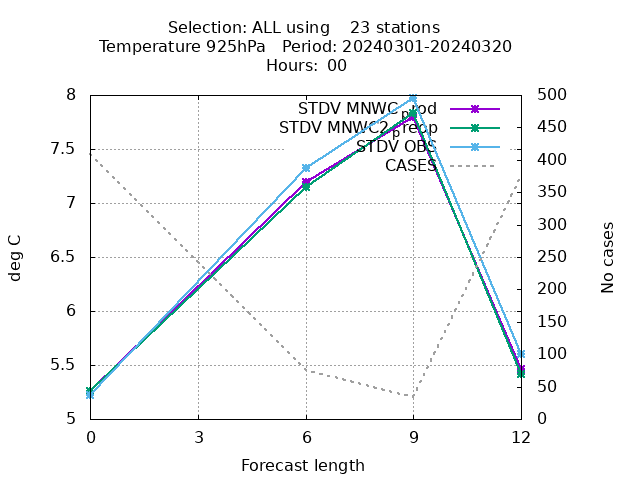 Selection: ALL using    23 stations
Temperature 925hPa   Period: 20240301-20240320
Hours: 00
STDV MNWC_prod
STDV MNWC2_preop
STDV OBS
CASES
deg C
No cases
8
7.5
7
6.5
6
5.5
5
500
450
400
350
300
250
200
150
100
50
0
0 3 6 9 12
Forecast length